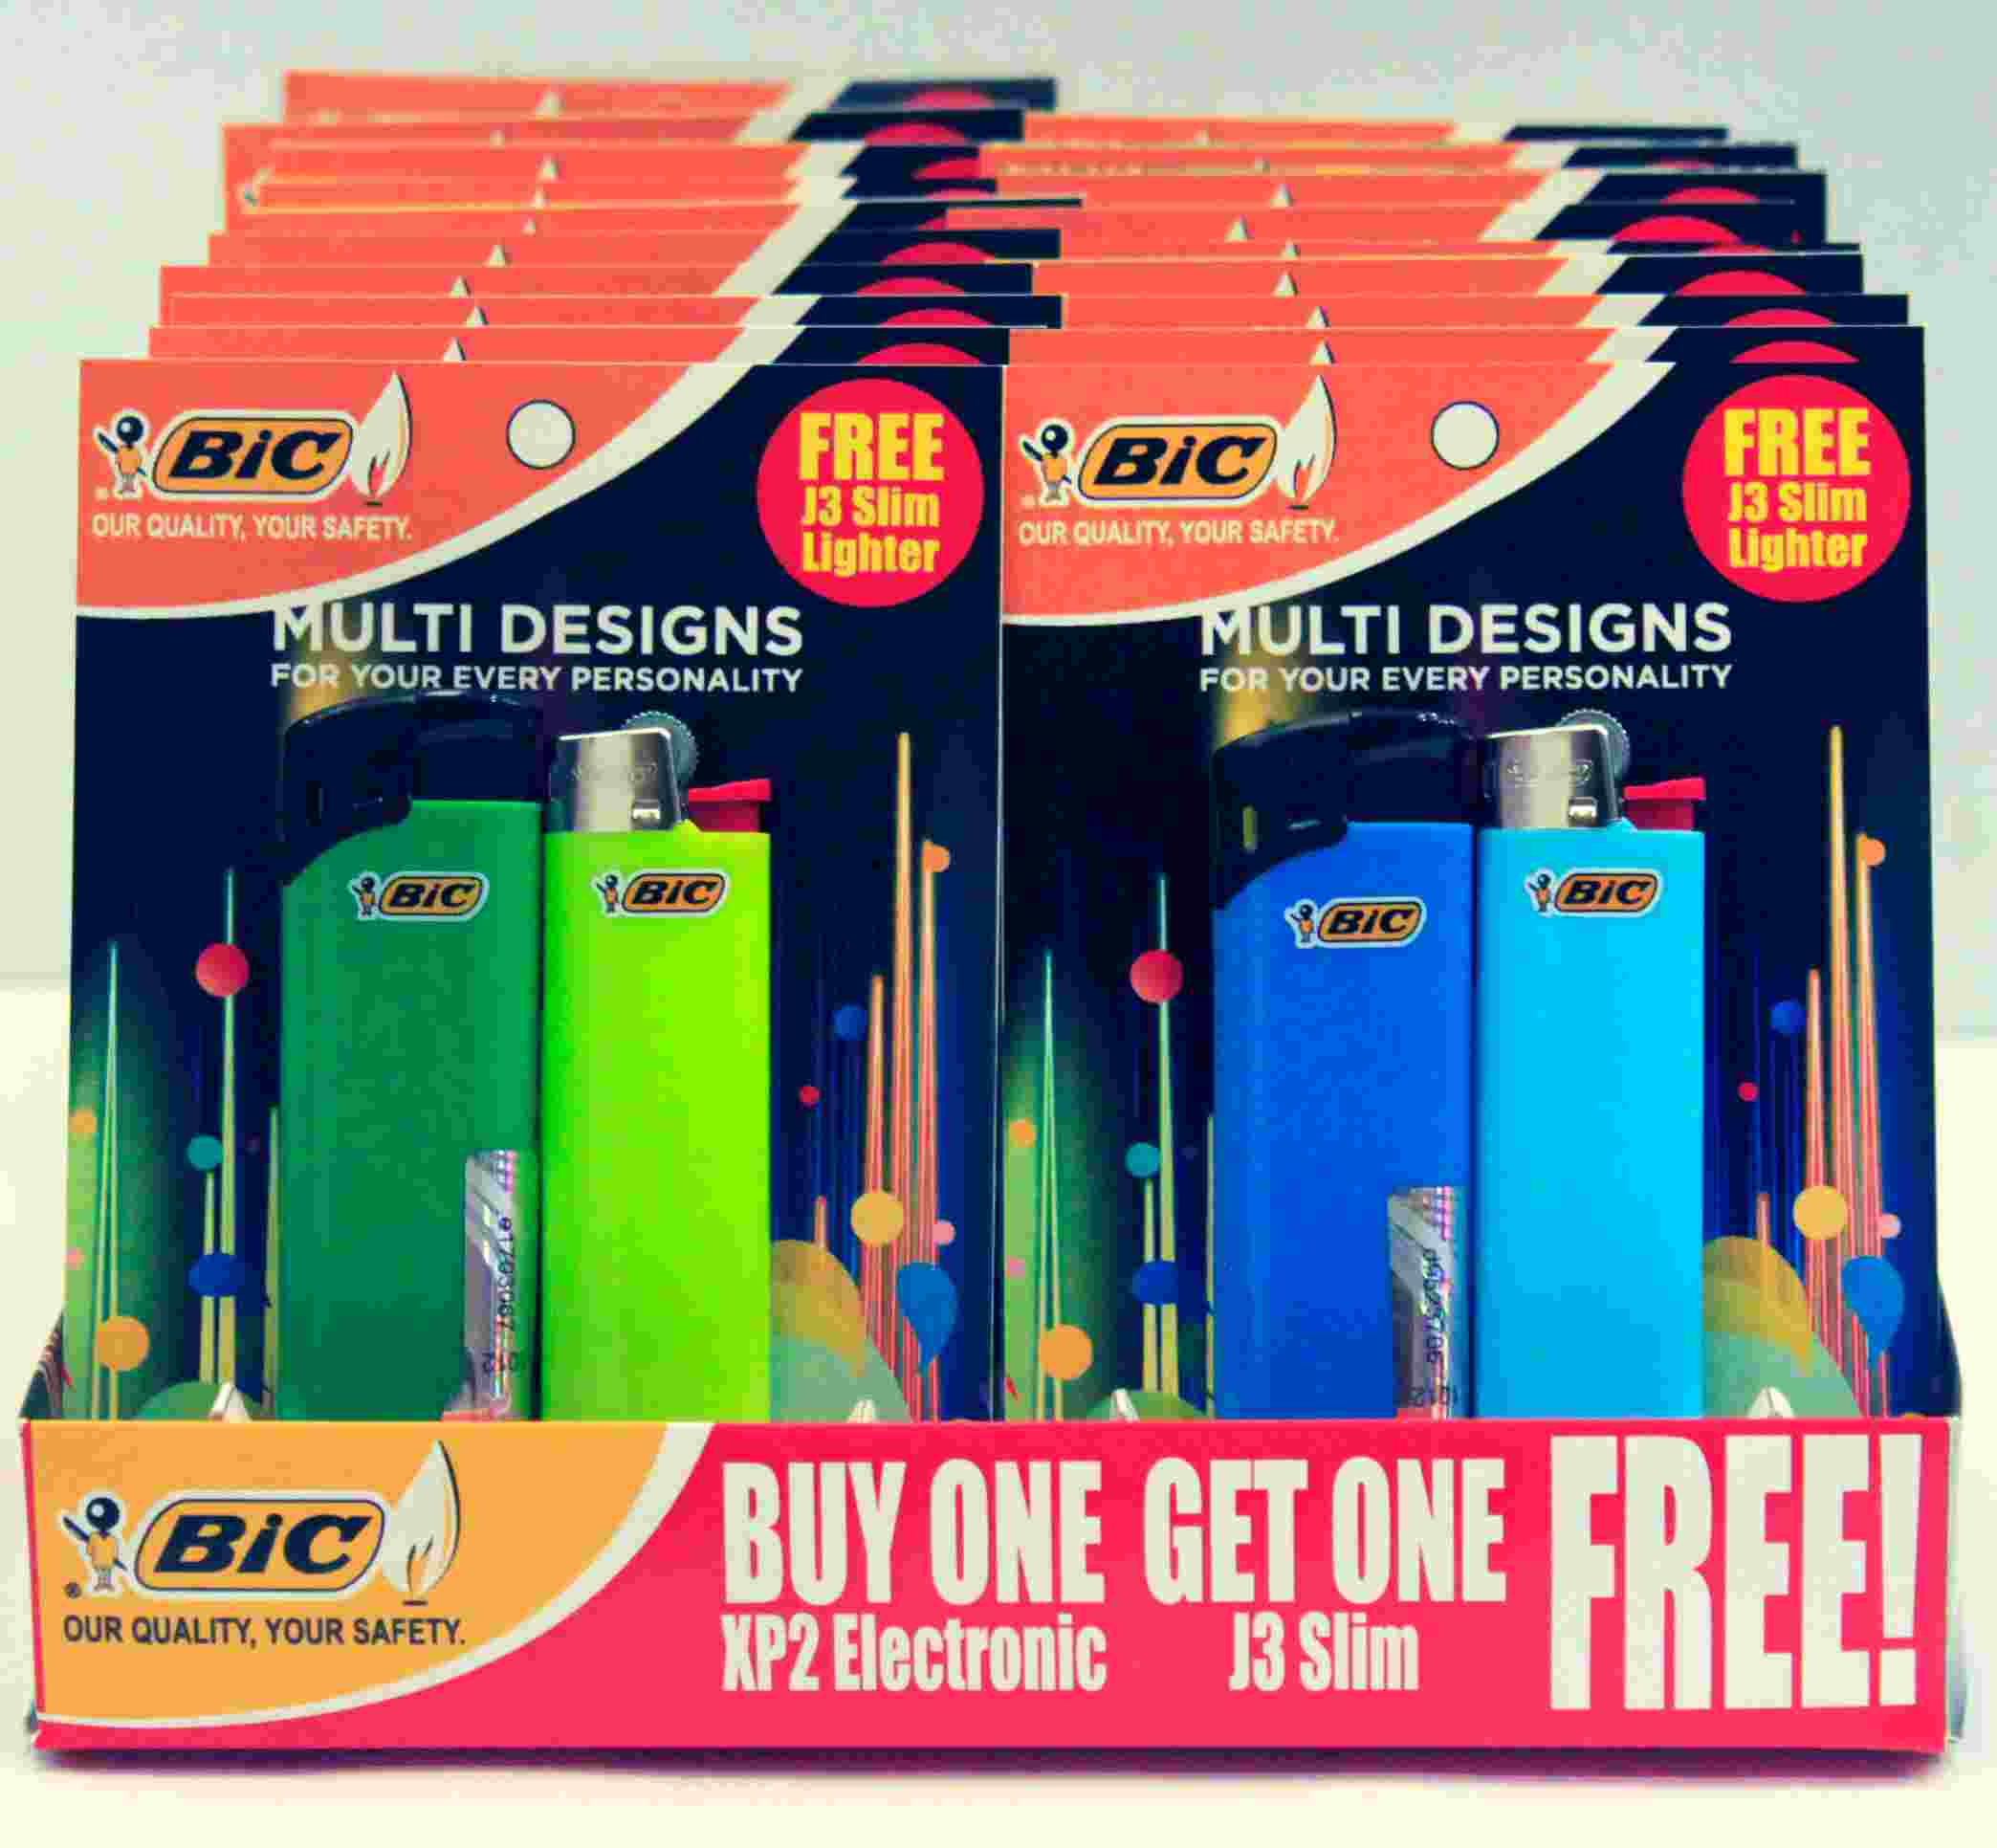 BiC
OUR QUALITY, YOUR SAFETY.
FREE
J3 Slim
Lighter
MULTI DESIGNS
FOR YOUR EVERY PERSONALITY
BiC
BiC
BiC
OUR QUALITY, YOUR SAFETY.
FREE
J3 Slim
Lighter
MULTI DESIGNS
FOR YOUR EVERY PERSONALITY
BiC
BiC
BiC
OUR QUALITY, YOUR SAFETY.
BUY ONE GET ONE FREE!
XP2 Electronic J3 Slim